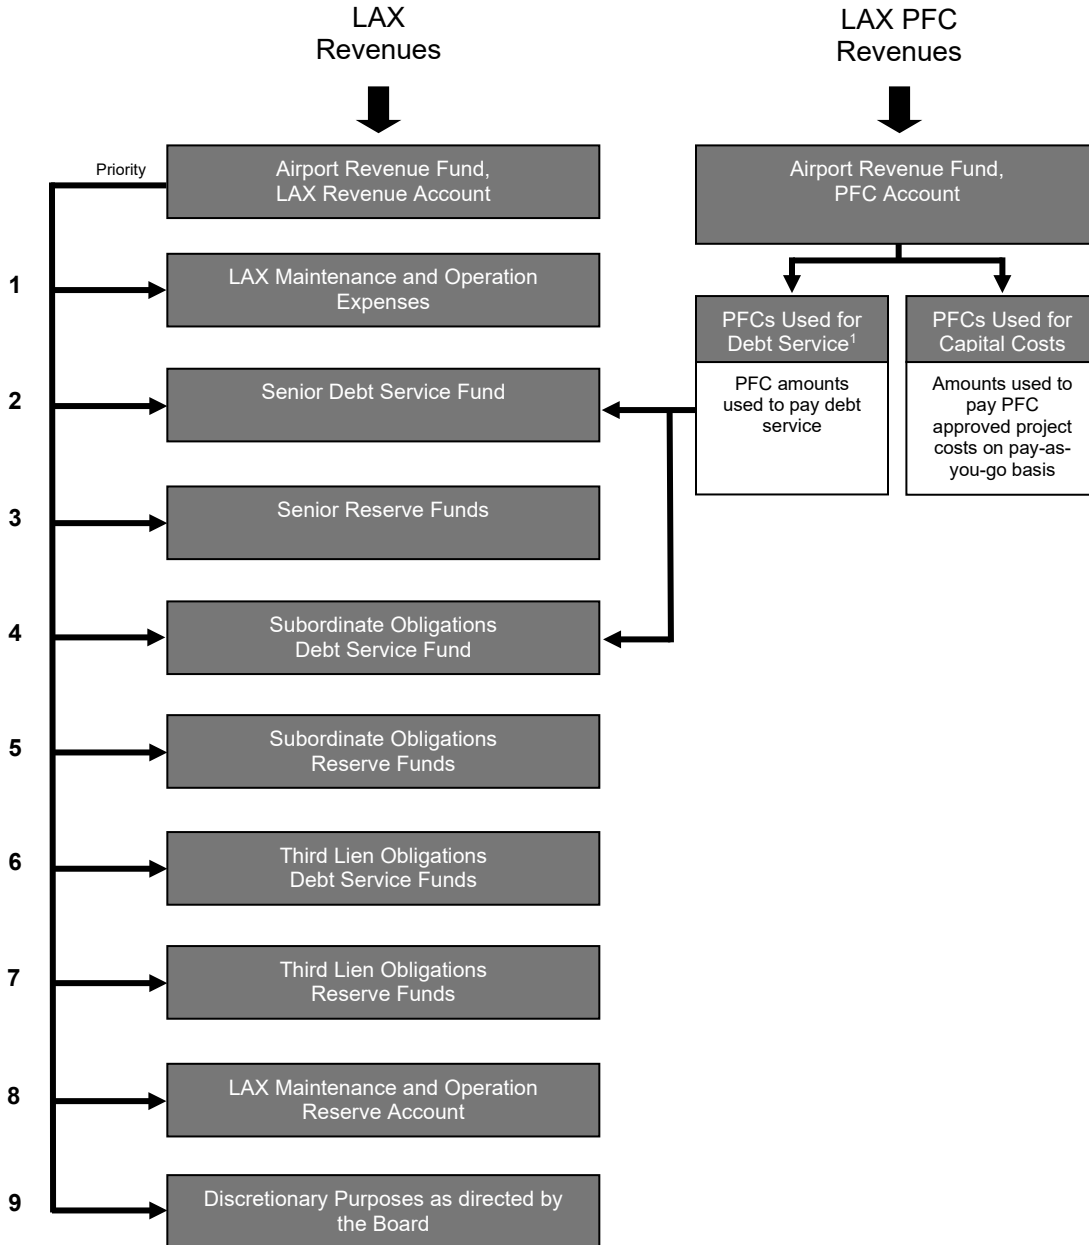 LAX
Revenues
LAX PFC
Revenues
Priority
Airport Revenue Fund,
LAX Revenue Account
Airport Revenue Fund,
PFC Account
1
LAX Maintenance and Operation
Expenses
PFCs Used for
Debt Service¹
PFC amounts
used to pay debt
service
PFCs Used for
Capital Costs
Amounts used to
pay PFC
approved project
costs on pay-as-
you-go basis
2
Senior Debt Service Fund
3
Senior Reserve Funds
4
Subordinate Obligations
Debt Service Fund
5
Subordinate Obligations
Reserve Funds
6
Third Lien Obligations
Debt Service Funds
7
Third Lien Obligations
Reserve Funds
8
LAX Maintenance and Operation
Reserve Account
9
Discretionary Purposes as directed by
the Board